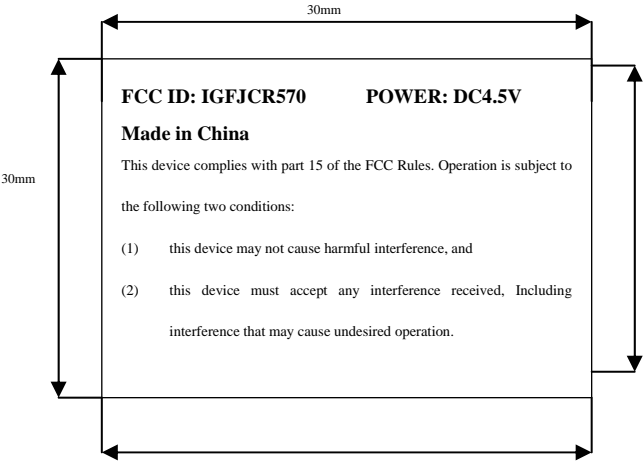 30mm
FCC ID: IGFJCR570 POWER: DC4.5V
Made in China
This device complies with part 15 of the FCC Rules. Operation is subject to
30mm
the following two conditions:
(1) this device may not cause harmful interference, and
(2) this device must accept any interference received, Including
interference that may cause undesired operation.